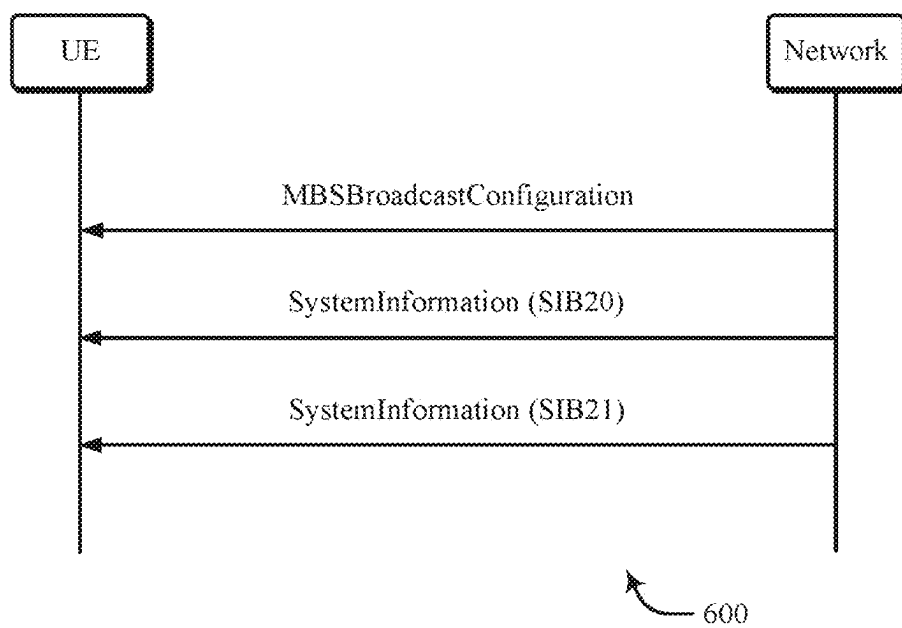 UE
Network
MBSBroadcastConfiguration
SystemInformation (SIB20)
SystemInformation (SIB21)
600